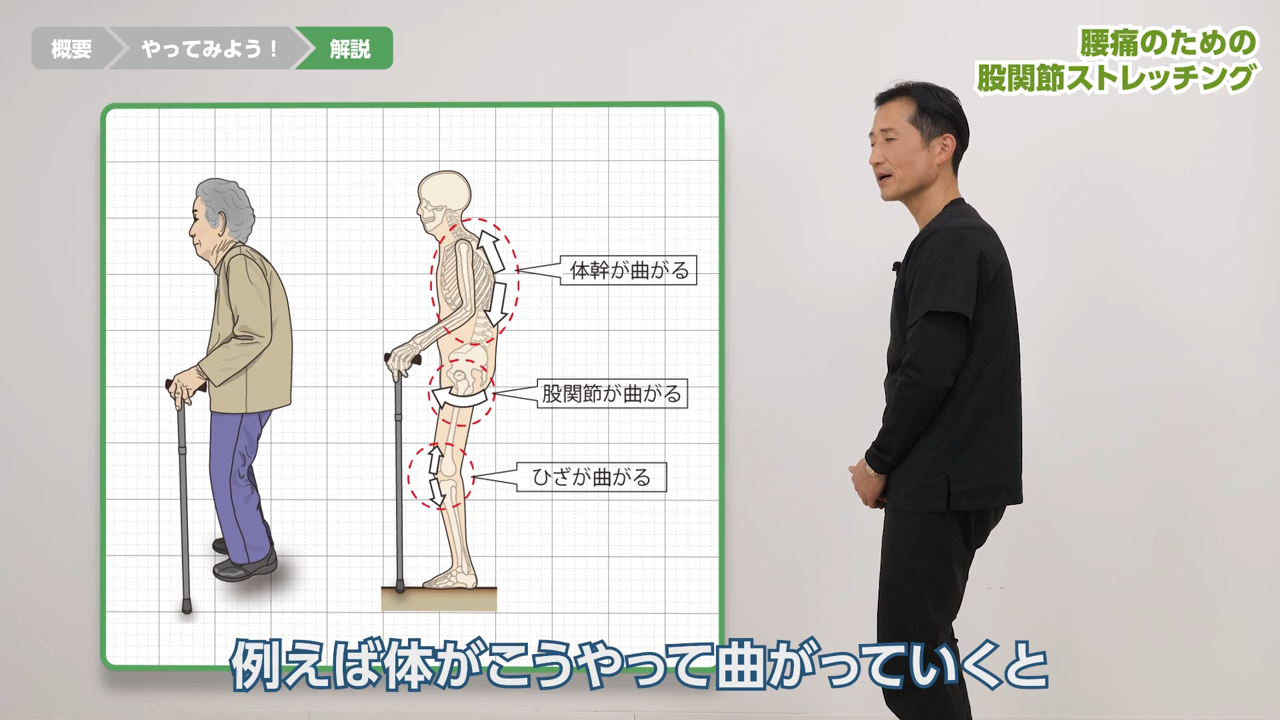 概要
やってみよう！
解説
腰痛のための
股関節ストレッチング
体幹が曲がる
股関節が曲がる
ひざが曲がる
例えば体がこうやって曲がっていくと